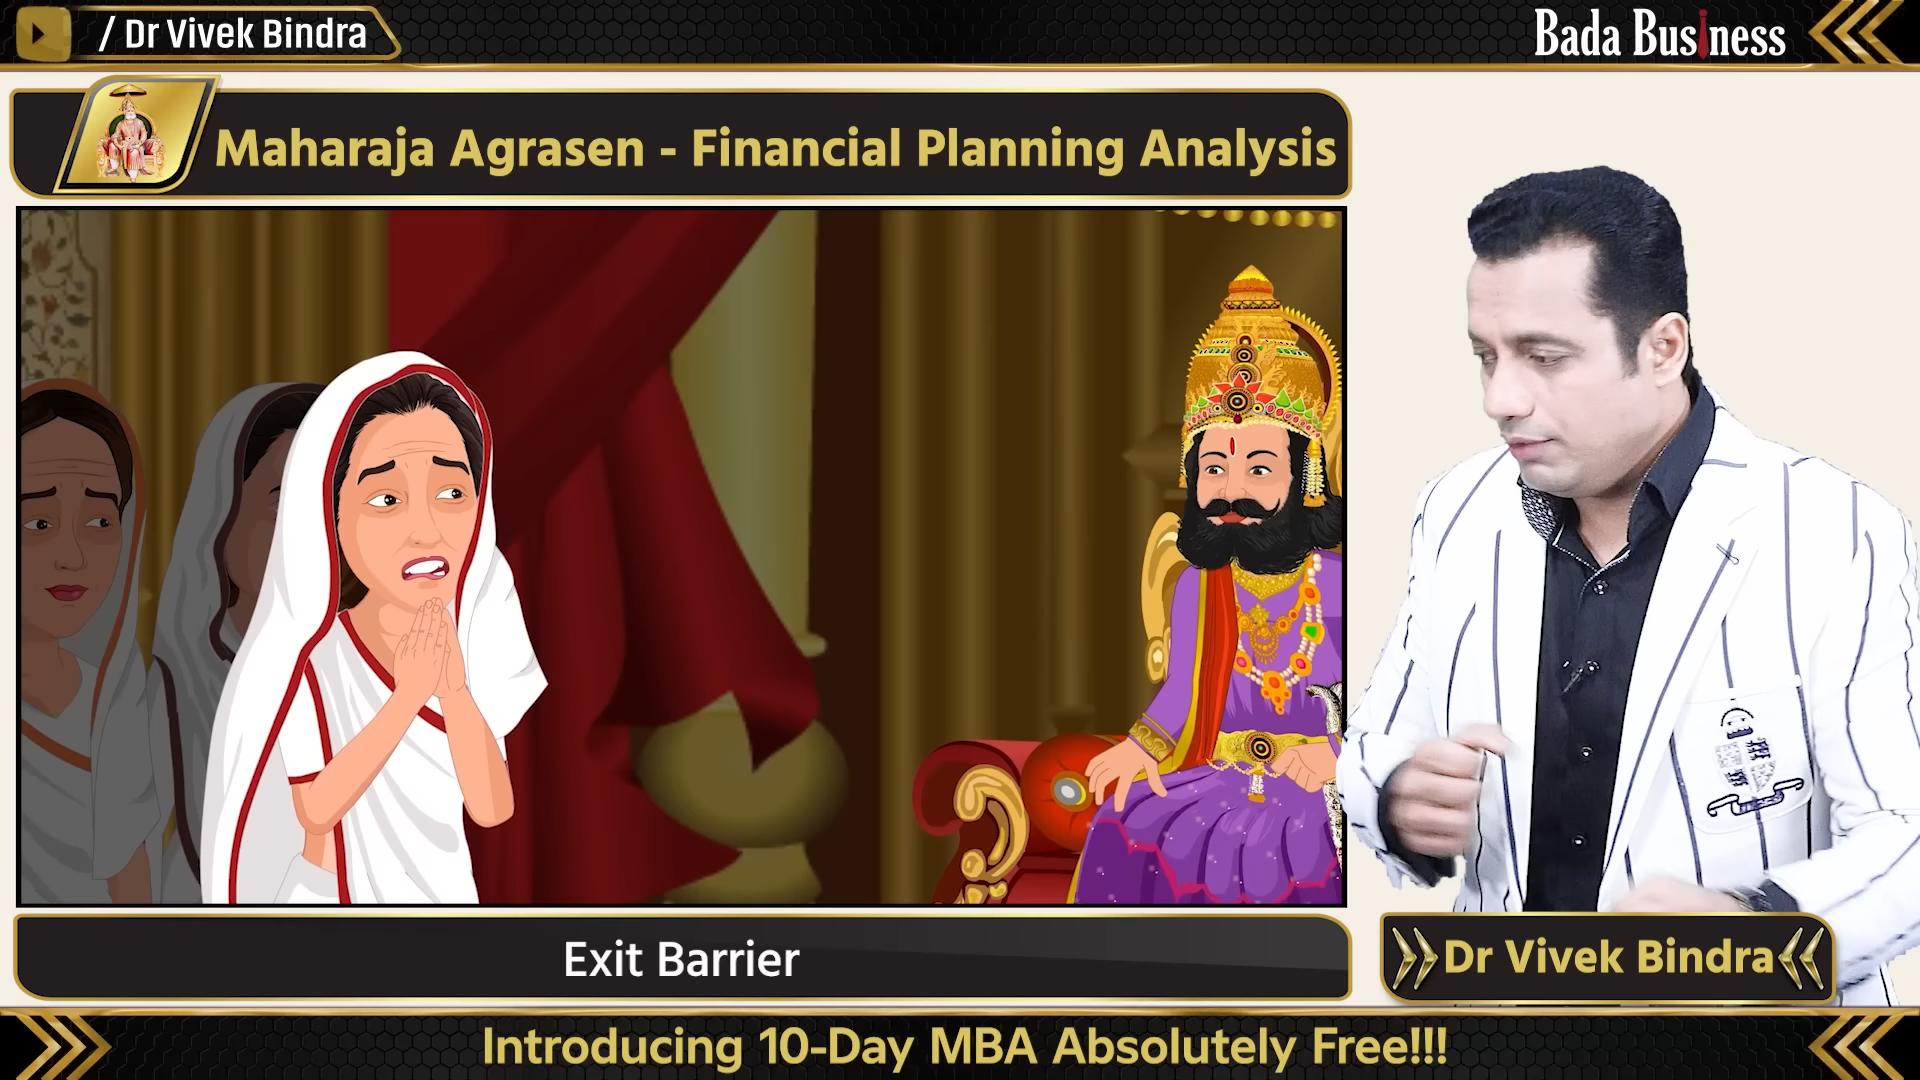 / Dr Vivek Bindra
Bada Business
Maharaja Agrasen - Financial Planning Analysis
Exit Barrier
Dr Vivek Bindra
Introducing 10-Day MBA Absolutely Free!!!